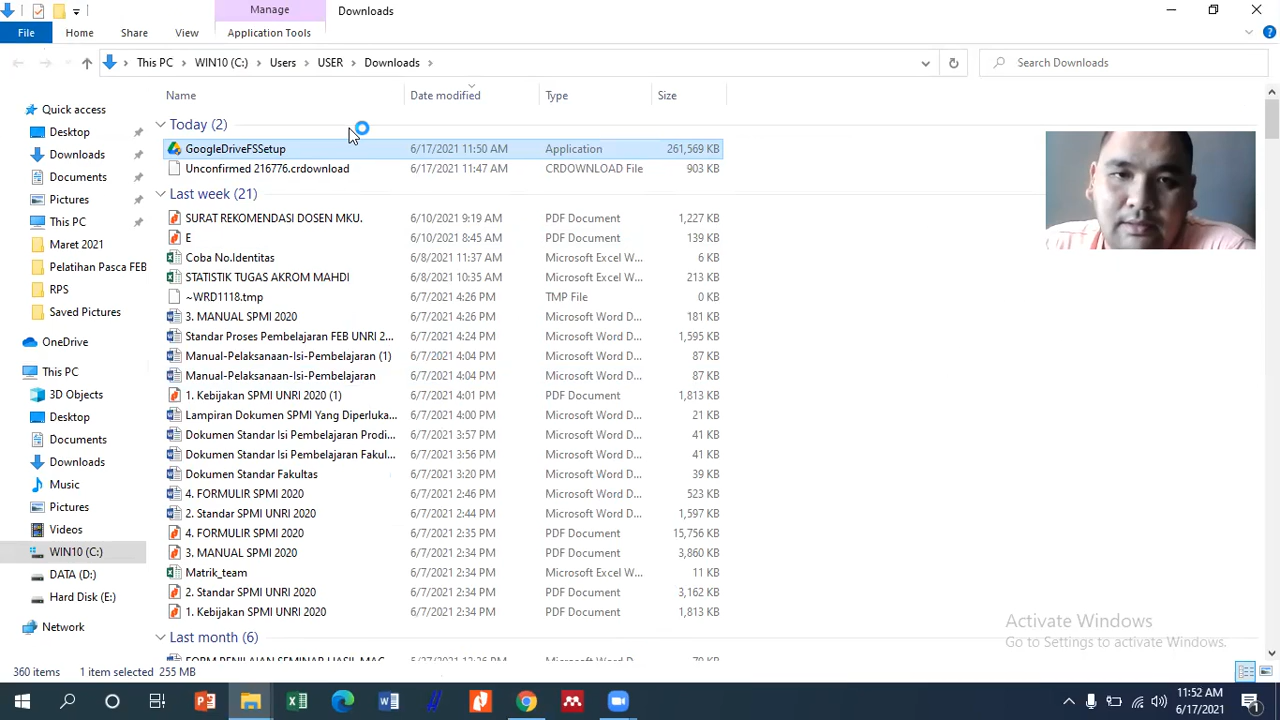 Manage
Downloads
File
Home
Share
View
Application Tools
This PC
WIN10 (C:)
Users
USER
Downloads
Search Downloads
Name
Date modified
Type
Size
Quick access
Desktop
Downloads
Documents
Pictures
This PC
Maret 2021
Pelatihan Pasca FEB
RPS
Saved Pictures
OneDrive
This PC
3D Objects
Desktop
Documents
Downloads
Music
Pictures
Videos
WIN10 (C:)
DATA (D:)
Hard Disk (E:)
Network
Today (2)
GoogleDriveFSSetup 6/17/2021 11:50 AM Application 261,569 KB
Unconfirmed 216776.crdownload 6/17/2021 11:47 AM CRDOWNLOAD File 903 KB
Last week (21)
SURAT REKOMENDASI DOSEN MKU. 6/10/2021 9:19 AM PDF Document 1,227 KB
E 6/10/2021 8:45 AM PDF Document 139 KB
Coba No.Identitas 6/8/2021 11:37 AM Microsoft Excel W... 6 KB
STATISTIK TUGAS AKROM MAHDI 6/8/2021 10:35 AM Microsoft Excel W... 213 KB
~WRD1118.tmp 6/7/2021 4:26 PM TMP File 0 KB
3. MANUAL SPMI 2020 6/7/2021 4:26 PM Microsoft Word D... 181 KB
Standar Proses Pembelajaran FEB UNRI 2... 6/7/2021 4:24 PM Microsoft Word D... 1,595 KB
Manual-Pelaksanaan-Isi-Pembelajaran (1) 6/7/2021 4:04 PM Microsoft Word D... 87 KB
Manual-Pelaksanaan-Isi-Pembelajaran 6/7/2021 4:04 PM Microsoft Word D... 87 KB
1. Kebijakan SPMI UNRI 2020 (1) 6/7/2021 4:01 PM PDF Document 1,813 KB
Lampiran Dokumen SPMI Yang Diperluka... 6/7/2021 4:00 PM Microsoft Word D... 21 KB
Dokumen Standar Isi Pembelajaran Prodi... 6/7/2021 3:57 PM Microsoft Word D... 41 KB
Dokumen Standar Isi Pembelajaran Fakul... 6/7/2021 3:56 PM Microsoft Word D... 41 KB
Dokumen Standar Fakultas 6/7/2021 3:20 PM Microsoft Word D... 39 KB
4. FORMULIR SPMI 2020 6/7/2021 2:46 PM Microsoft Word D... 523 KB
2. Standar SPMI UNRI 2020 6/7/2021 2:44 PM Microsoft Word D... 1,597 KB
4. FORMULIR SPMI 2020 6/7/2021 2:35 PM PDF Document 15,756 KB
3. MANUAL SPMI 2020 6/7/2021 2:34 PM PDF Document 3,860 KB
Matrik_team 6/7/2021 2:34 PM Microsoft Excel W... 11 KB
2. Standar SPMI UNRI 2020 6/7/2021 2:34 PM PDF Document 3,162 KB
1. Kebijakan SPMI UNRI 2020 6/7/2021 2:34 PM PDF Document 1,813 KB
Last month (6)
Activate Windows
Go to Settings to activate Windows.
360 items 1 item selected 255 MB
11:52 AM
6/17/2021